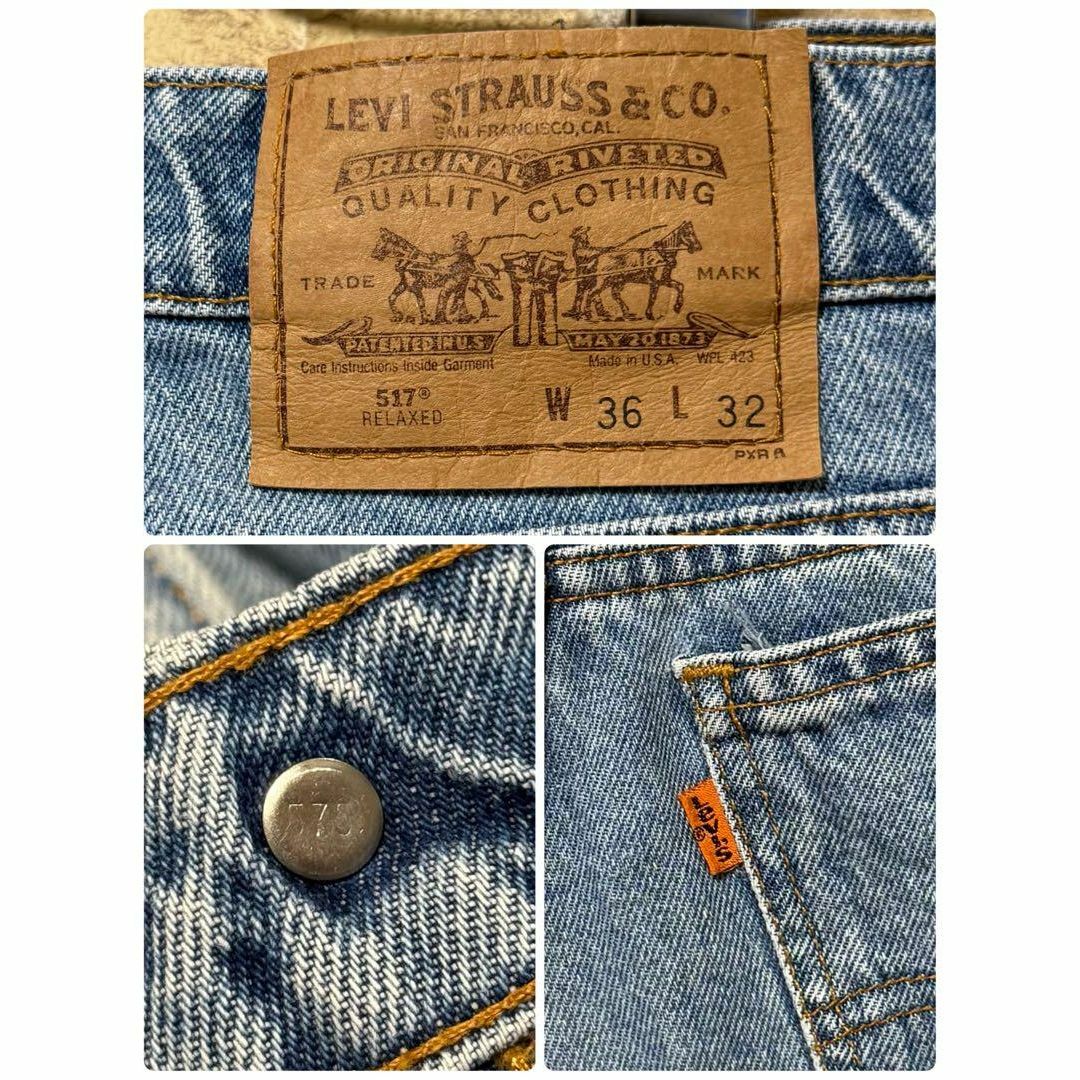 LEVI STRAUSS & CO.
SAN FRANCISCO, CAL.
ORIGINAL RIVETED
QUALITY CLOTHING
TRADE MARK
PATENTED IN U.S. MAY 20 1873
Care Instructions Inside Garment Made in U.S.A. WPL 423
517® RELAXED W 36 L 32
575
Levi's
®